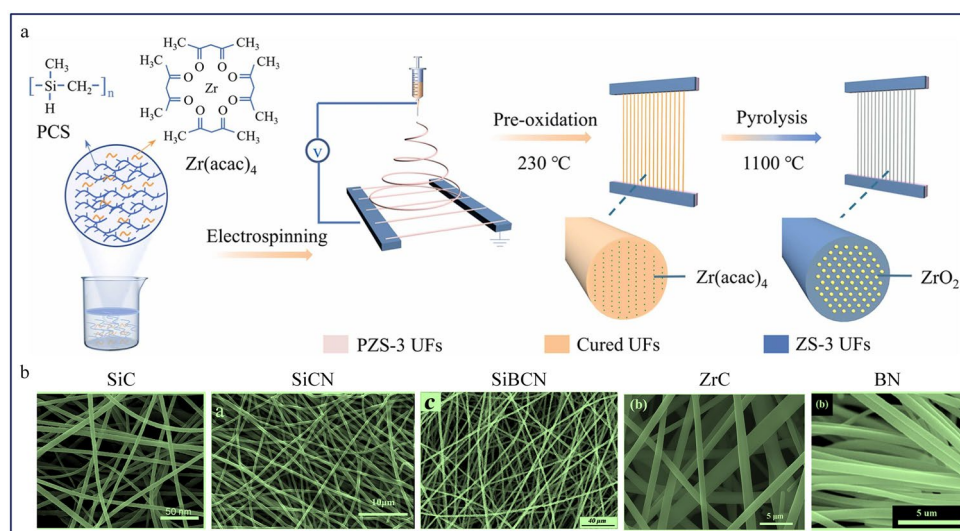 a
CH₃
[ Si CH₂ ]n
H
PCS
H₃C CH₃
H₃C O O CH₃
O O
Zr
O O
H₃C O O CH₃
H₃C CH₃
Zr(acac)₄
V
Electrospinning
Pre-oxidation
230 ℃
Pyrolysis
1100 ℃
Zr(acac)₄
ZrO₂
PZS-3 UFs
Cured UFs
ZS-3 UFs
b
SiC
SiCN
SiBCN
ZrC
BN
a
c
(b)
(b)
50 nm
10μm
40 μm
5 μm
5 um